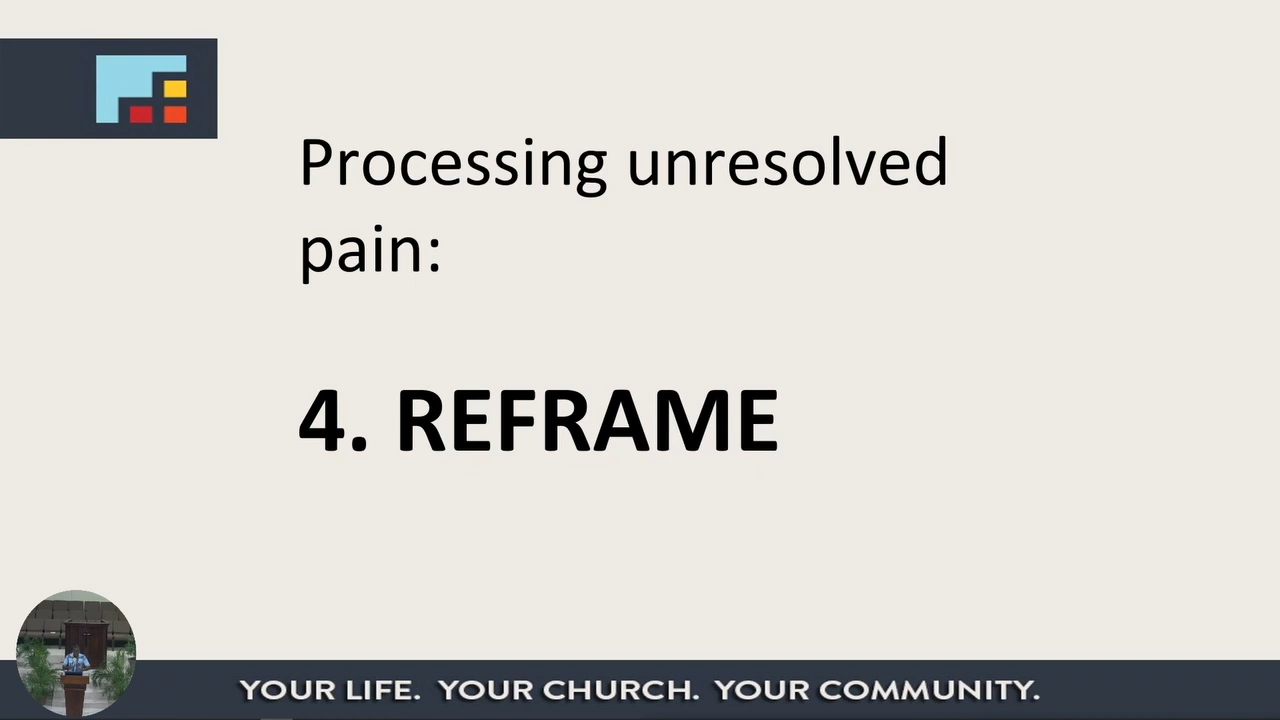 Processing unresolved
pain:
4. REFRAME
YOUR LIFE. YOUR CHURCH. YOUR COMMUNITY.